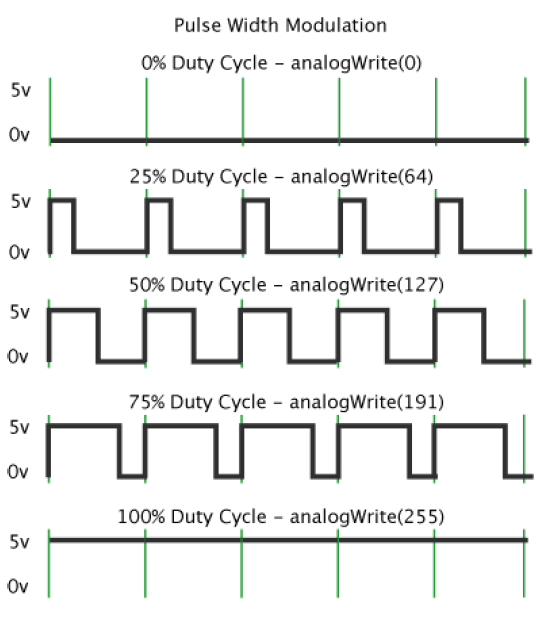 Pulse Width Modulation
0% Duty Cycle – analogWrite(0)
5v
0v
25% Duty Cycle – analogWrite(64)
5v
0v
50% Duty Cycle – analogWrite(127)
5v
0v
75% Duty Cycle – analogWrite(191)
5v
0v
100% Duty Cycle – analogWrite(255)
5v
0v